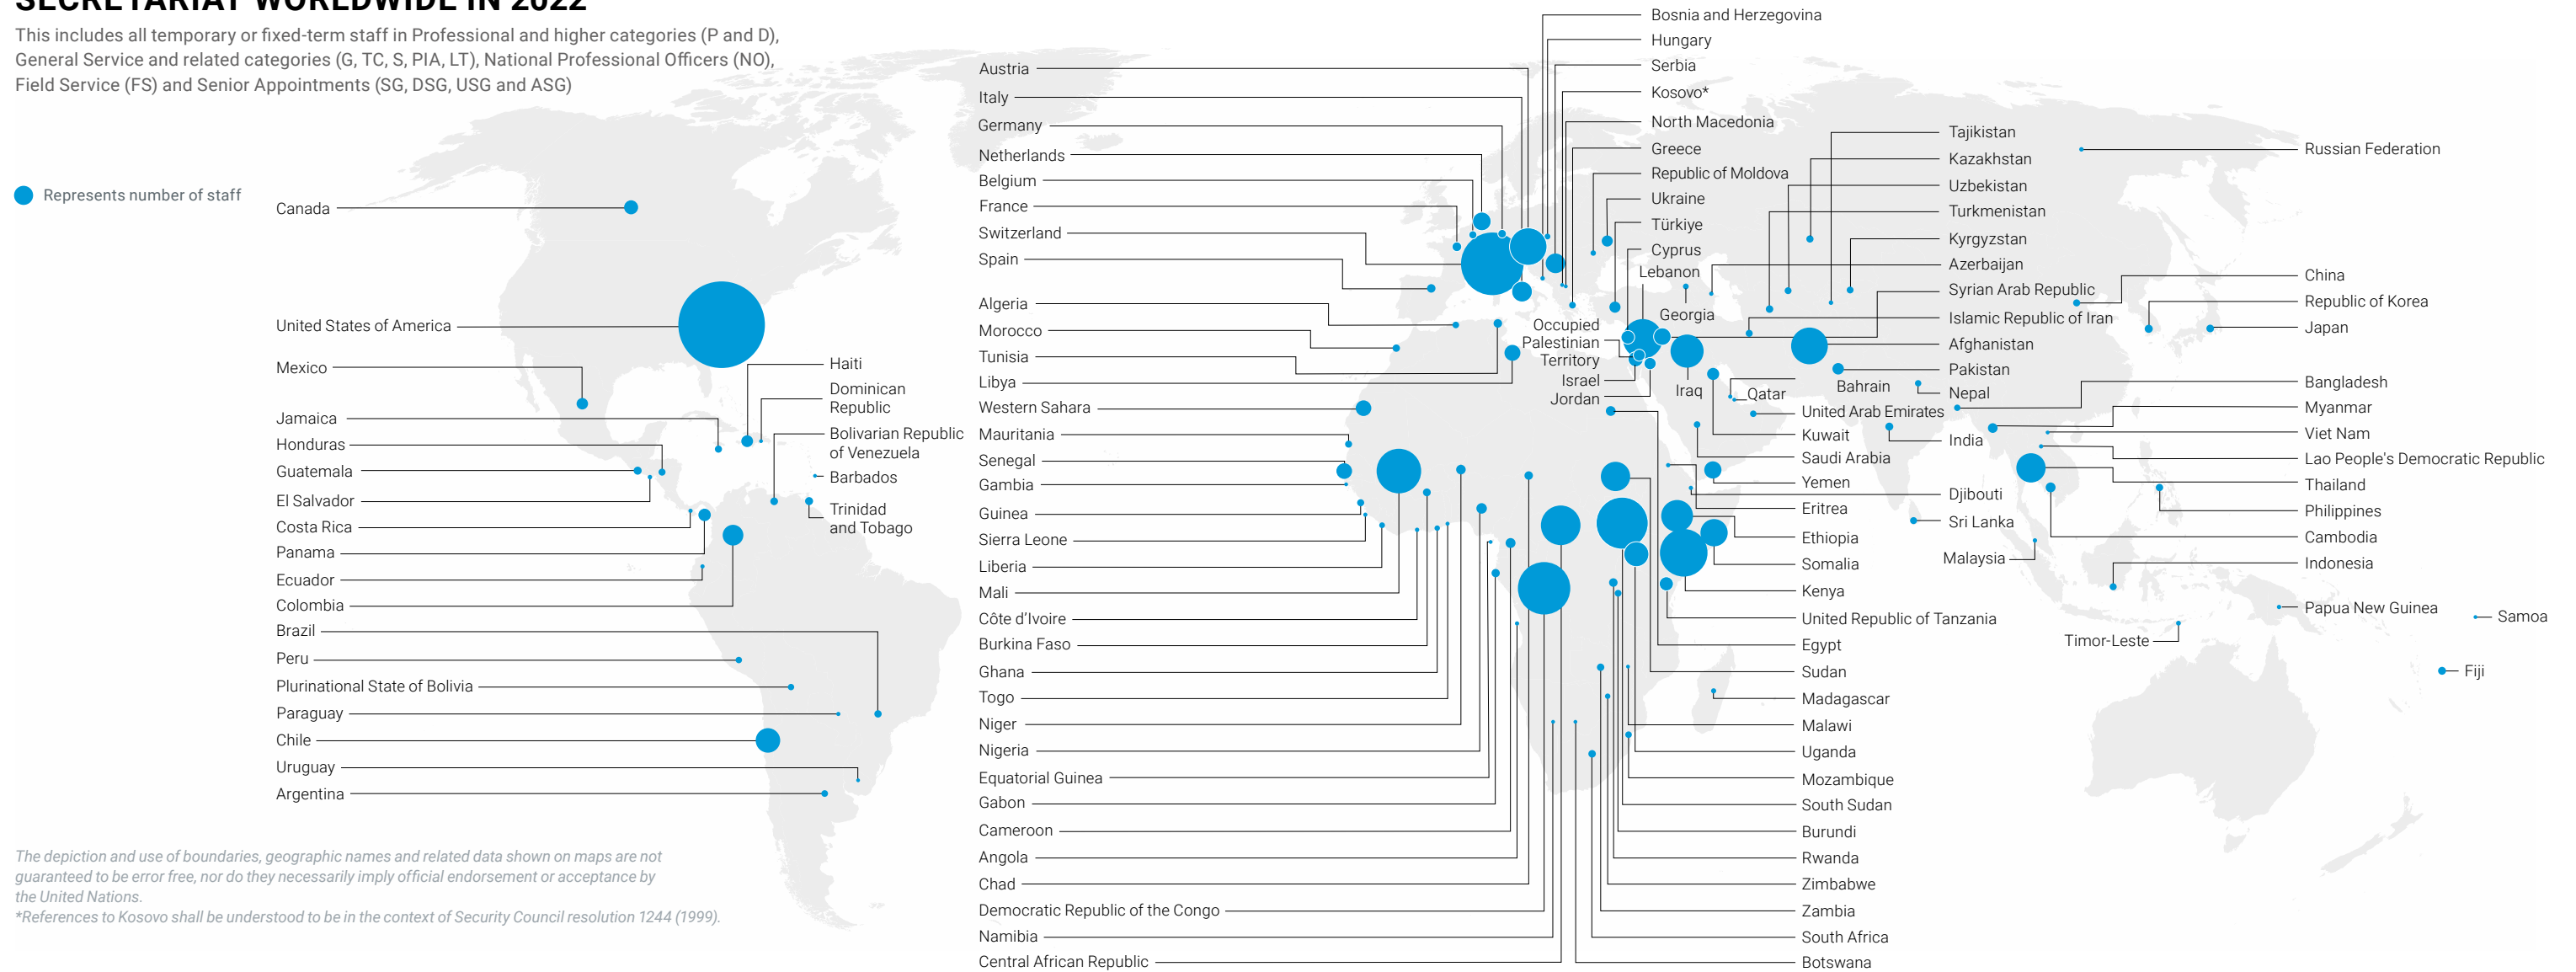 SECRETARIAT WORLDWIDE IN 2022
This includes all temporary or fixed-term staff in Professional and higher categories (P and D),
General Service and related categories (G, TC, S, PIA, LT), National Professional Officers (NO),
Field Service (FS) and Senior Appointments (SG, DSG, USG and ASG)
Represents number of staff
Canada
United States of America
Mexico
Jamaica
Honduras
Guatemala
El Salvador
Costa Rica
Panama
Ecuador
Colombia
Brazil
Peru
Plurinational State of Bolivia
Paraguay
Chile
Uruguay
Argentina
Haiti
Dominican
Republic
Bolivarian Republic
of Venezuela
Barbados
Trinidad
and Tobago
Austria
Italy
Germany
Netherlands
Belgium
France
Switzerland
Spain
Algeria
Morocco
Tunisia
Libya
Western Sahara
Mauritania
Senegal
Gambia
Guinea
Sierra Leone
Liberia
Mali
Côte d’Ivoire
Burkina Faso
Ghana
Togo
Niger
Nigeria
Equatorial Guinea
Gabon
Cameroon
Angola
Chad
Democratic Republic of the Congo
Namibia
Central African Republic
Bosnia and Herzegovina
Hungary
Serbia
Kosovo*
North Macedonia
Greece
Republic of Moldova
Ukraine
Türkiye
Cyprus
Lebanon
Georgia
Occupied
Palestinian
Territory
Israel
Jordan
Iraq
Qatar
Bahrain
United Arab Emirates
Kuwait
Saudi Arabia
Yemen
Djibouti
Eritrea
Ethiopia
Somalia
Kenya
United Republic of Tanzania
Egypt
Sudan
Madagascar
Malawi
Uganda
Mozambique
South Sudan
Burundi
Rwanda
Zimbabwe
Zambia
South Africa
Botswana
Tajikistan
Kazakhstan
Uzbekistan
Turkmenistan
Kyrgyzstan
Azerbaijan
Syrian Arab Republic
Islamic Republic of Iran
Afghanistan
Pakistan
Nepal
India
Sri Lanka
Malaysia
Russian Federation
China
Republic of Korea
Japan
Bangladesh
Myanmar
Viet Nam
Lao People's Democratic Republic
Thailand
Philippines
Cambodia
Indonesia
Papua New Guinea
Samoa
Timor-Leste
Fiji
The depiction and use of boundaries, geographic names and related data shown on maps are not
guaranteed to be error free, nor do they necessarily imply official endorsement or acceptance by
the United Nations.
*References to Kosovo shall be understood to be in the context of Security Council resolution 1244 (1999).